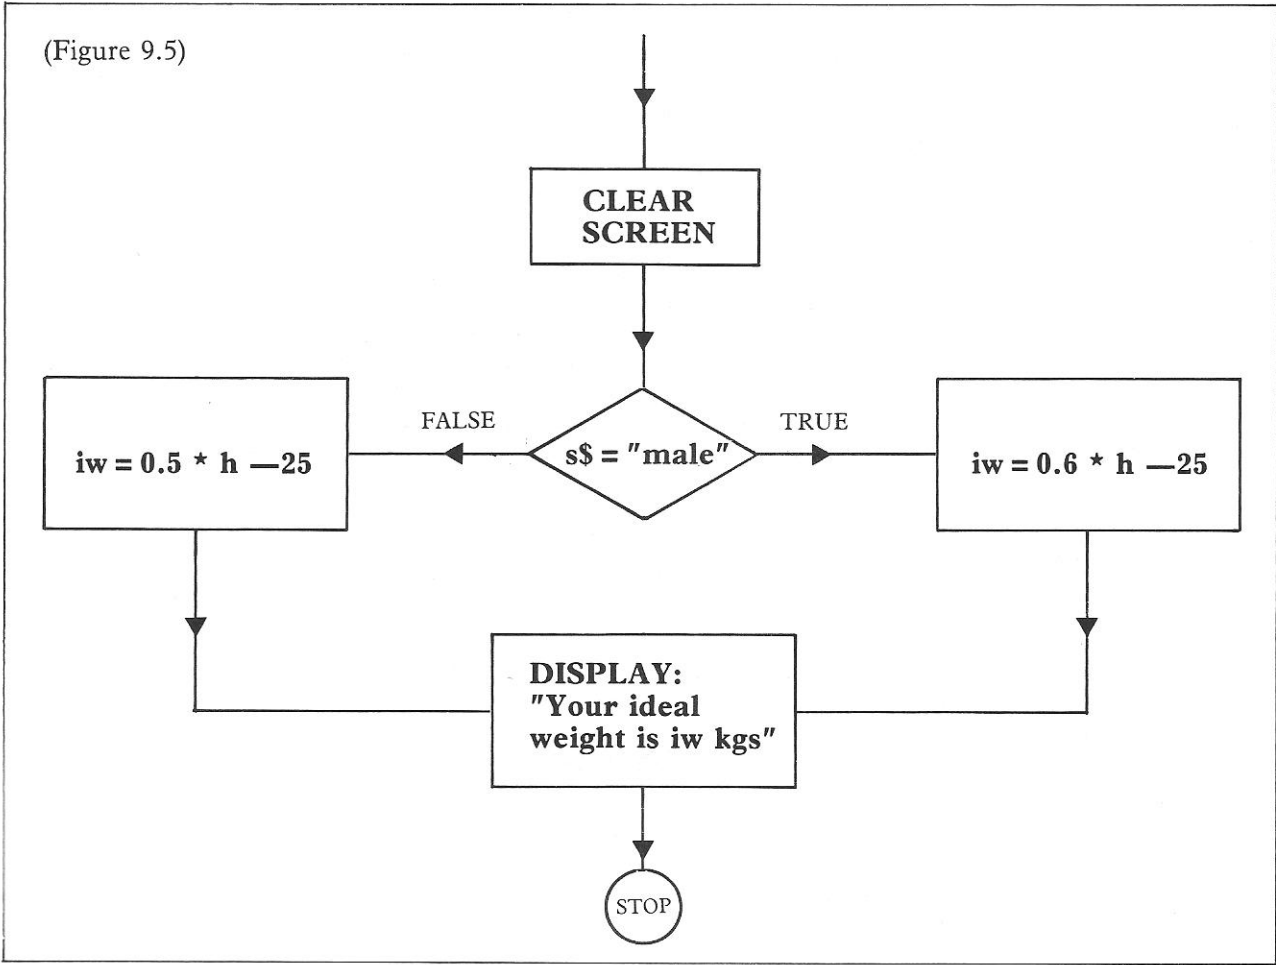 (Figure 9.5)
CLEAR
SCREEN
FALSE
TRUE
iw = 0.5 * h —25
s$ = "male"
iw = 0.6 * h —25
DISPLAY:
"Your ideal
weight is iw kgs"
STOP